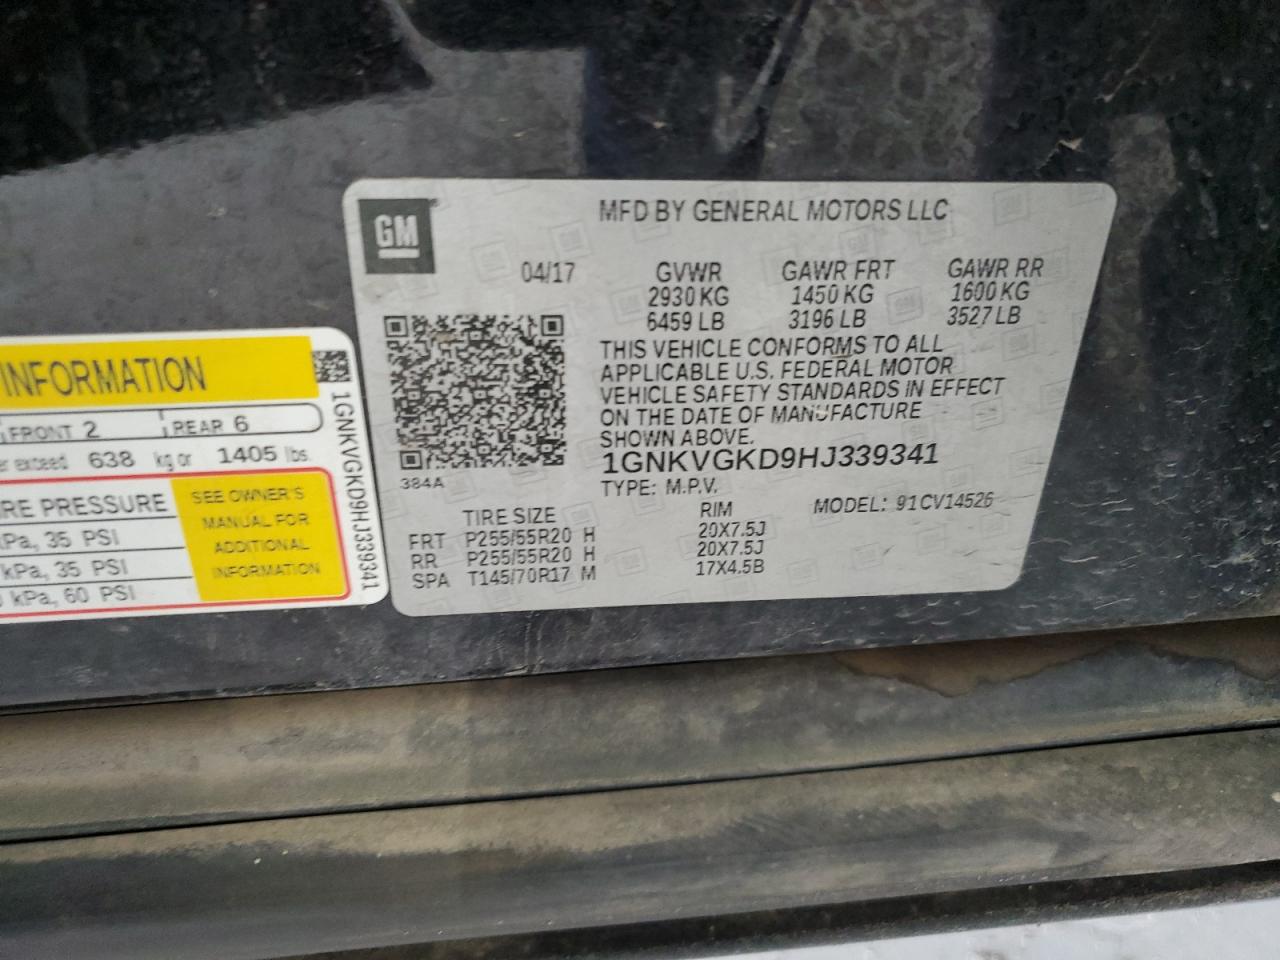 GM
MFD BY GENERAL MOTORS LLC
04/17 GVWR GAWR FRT GAWR RR
2930 KG 1450 KG 1600 KG
6459 LB 3196 LB 3527 LB
THIS VEHICLE CONFORMS TO ALL
APPLICABLE U.S. FEDERAL MOTOR
VEHICLE SAFETY STANDARDS IN EFFECT
ON THE DATE OF MANUFACTURE
SHOWN ABOVE.
1GNKVGKD9HJ339341
384A
TYPE: M.P.V.
MODEL: 91CV14526
TIRE SIZE RIM
FRT P255/55R20 H 20X7.5J
RR P255/55R20 H 20X7.5J
SPA T145/70R17 M 17X4.5B
INFORMATION
FRONT 2 REAR 6
exceed 638 kg or 1405 lbs.
PRESSURE
kPa, 35 PSI
kPa, 35 PSI
kPa, 60 PSI
SEE OWNER'S
MANUAL FOR
ADDITIONAL
INFORMATION
1GNKVGKD9HJ339341